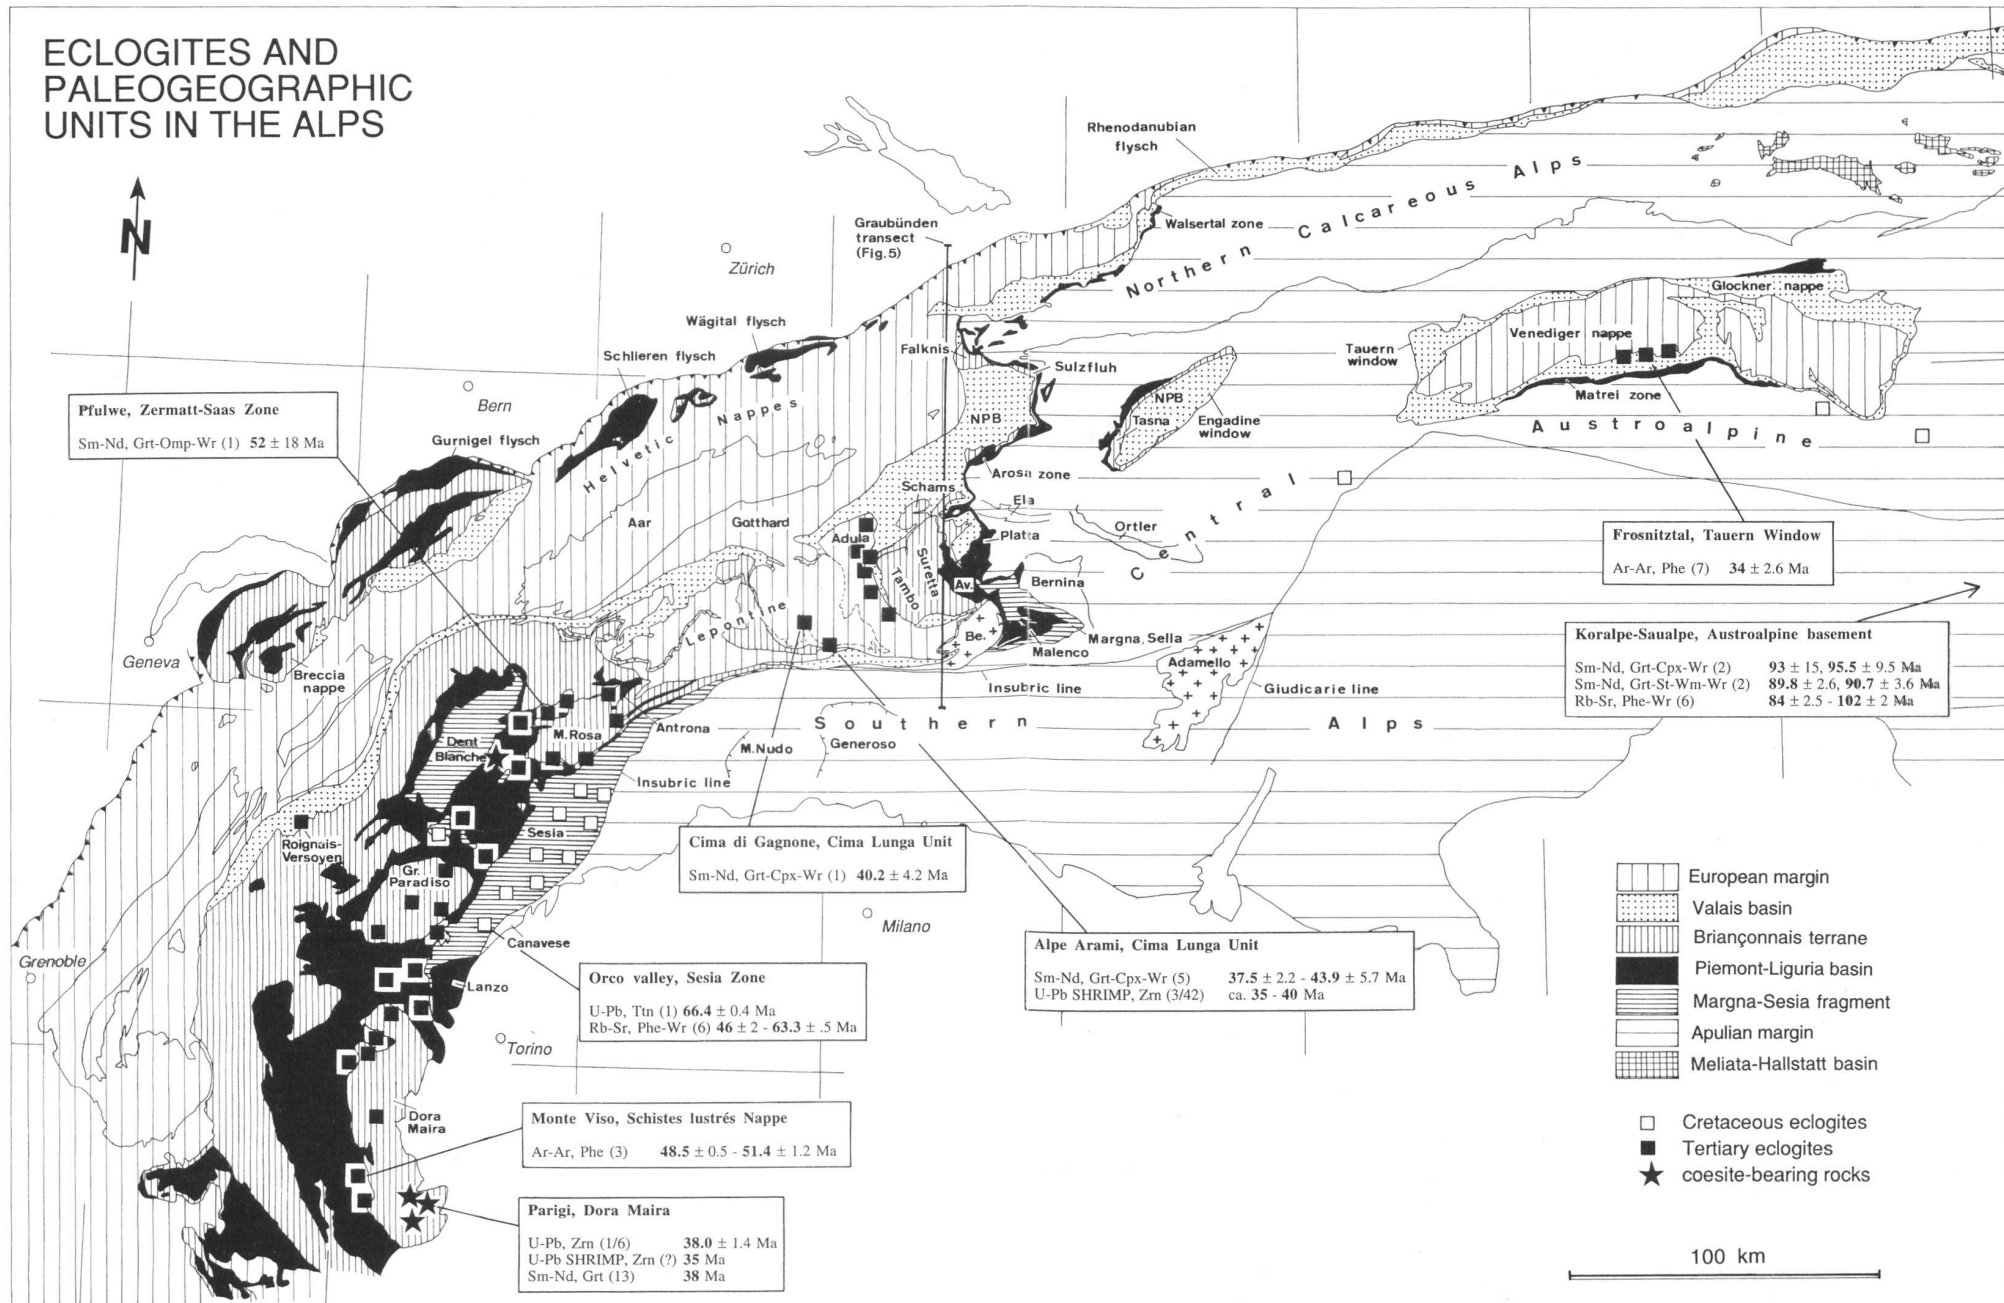 ECLOGITES AND
PALEOGEOGRAPHIC
UNITS IN THE ALPS
N
Rhenodanubian
flysch
Northern Calcareous Alps
Walsertal zone
Graubünden
transect
(Fig.5)
Zürich
Glockner nappe
Venediger nappe
Wägital flysch
Schlieren flysch
Falknis
Sulzfluh
Tauern
window
Matrei zone
Bern
Helvetic Nappes
NPB
NPB
Tasna
Engadine
window
Austroalpine
Central
Pfulwe, Zermatt-Saas Zone
Sm-Nd, Grt-Omp-Wr (1) 52 ± 18 Ma
Gurnigel flysch
Arosa zone
Schams
Ela
Aar
Gotthard
Ortler
Adula
Platta
Suretta
Tambo
Av.
Bernina
Frosnitztal, Tauern Window
Ar-Ar, Phe (7) 34 ± 2.6 Ma
Lepontine
Be.
Margna, Sella
Malenco
Adamello
Geneva
Breccia
nappe
Insubric line
Giudicarie line
Koralpe-Saualpe, Austroalpine basement
Sm-Nd, Grt-Cpx-Wr (2) 93 ± 15, 95.5 ± 9.5 Ma
Sm-Nd, Grt-St-Wm-Wr (2) 89.8 ± 2.6, 90.7 ± 3.6 Ma
Rb-Sr, Phe-Wr (6) 84 ± 2.5 - 102 ± 2 Ma
Antrona
Southern Alps
M.Rosa
Dent
Blanche
M.Nudo
Generoso
Insubric line
Sesia
Roignais-
Versoyen
Gr.
Paradiso
Cima di Gagnone, Cima Lunga Unit
Sm-Nd, Grt-Cpx-Wr (1) 40.2 ± 4.2 Ma
Milano
Canavese
Grenoble
Lanzo
Alpe Arami, Cima Lunga Unit
Sm-Nd, Grt-Cpx-Wr (5) 37.5 ± 2.2 - 43.9 ± 5.7 Ma
U-Pb SHRIMP, Zrn (3/42) ca. 35 - 40 Ma
Orco valley, Sesia Zone
U-Pb, Ttn (1) 66.4 ± 0.4 Ma
Rb-Sr, Phe-Wr (6) 46 ± 2 - 63.3 ± .5 Ma
Torino
Dora
Maira
Monte Viso, Schistes lustrés Nappe
Ar-Ar, Phe (3) 48.5 ± 0.5 - 51.4 ± 1.2 Ma
Parigi, Dora Maira
U-Pb, Zrn (1/6) 38.0 ± 1.4 Ma
U-Pb SHRIMP, Zrn (?) 35 Ma
Sm-Nd, Grt (13) 38 Ma
European margin
Valais basin
Briançonnais terrane
Piemont-Liguria basin
Margna-Sesia fragment
Apulian margin
Meliata-Hallstatt basin
Cretaceous eclogites
Tertiary eclogites
coesite-bearing rocks
100 km